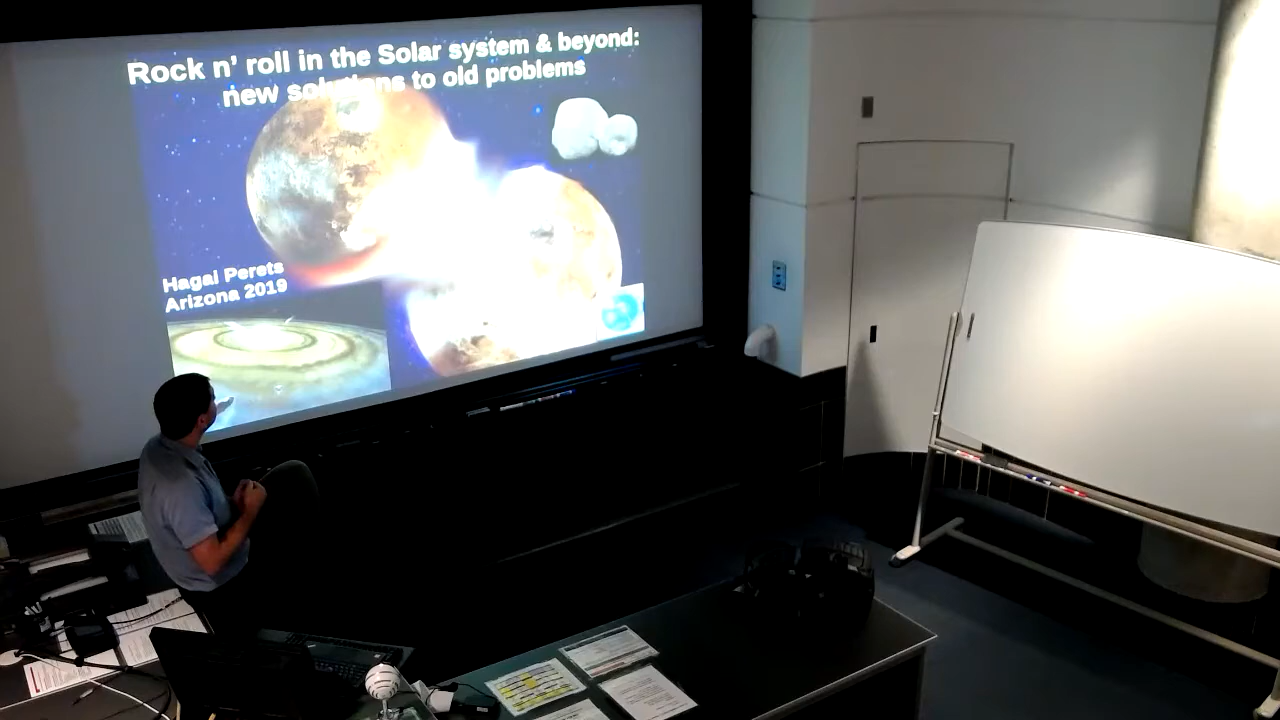 Rock n' roll in the Solar system & beyond:
new solutions to old problems
Hagai Perets
Arizona 2019